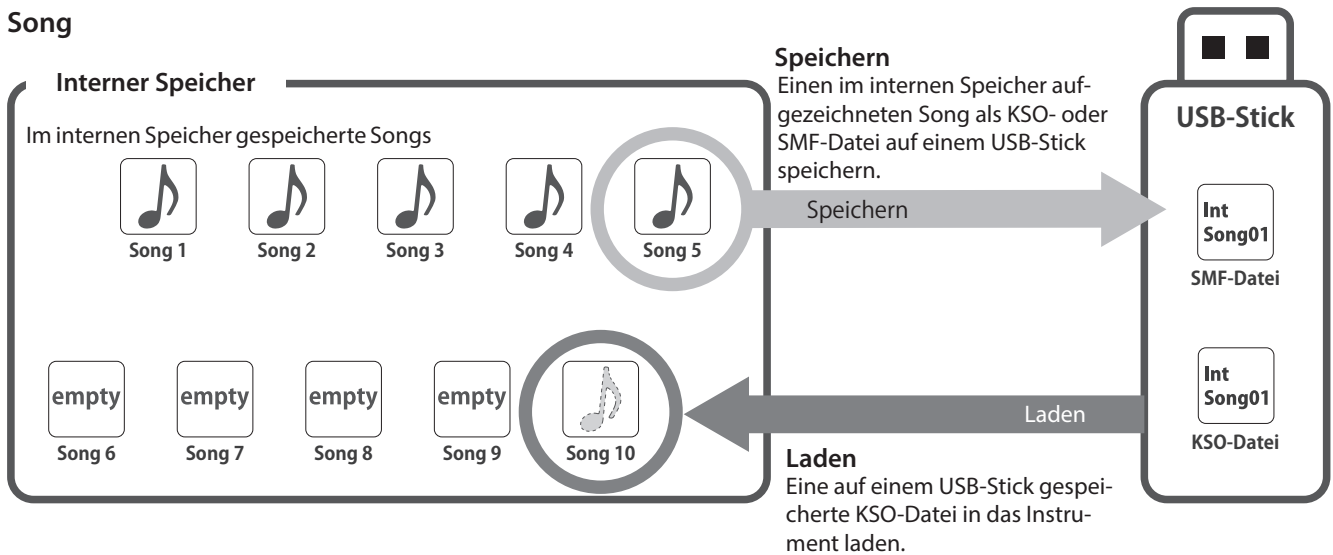 Song
Interner Speicher
Im internen Speicher gespeicherte Songs
Song 1
Song 2
Song 3
Song 4
Song 5
Speichern
Einen im internen Speicher auf-
gezeichneten Song als KSO- oder
SMF-Datei auf einem USB-Stick
speichern.
Speichern
USB-Stick
Int
Song01
SMF-Datei
empty
empty
empty
empty
Song 6
Song 7
Song 8
Song 9
Song 10
Laden
Int
Song01
KSO-Datei
Laden
Eine auf einem USB-Stick gespei-
cherte KSO-Datei in das Instru-
ment laden.